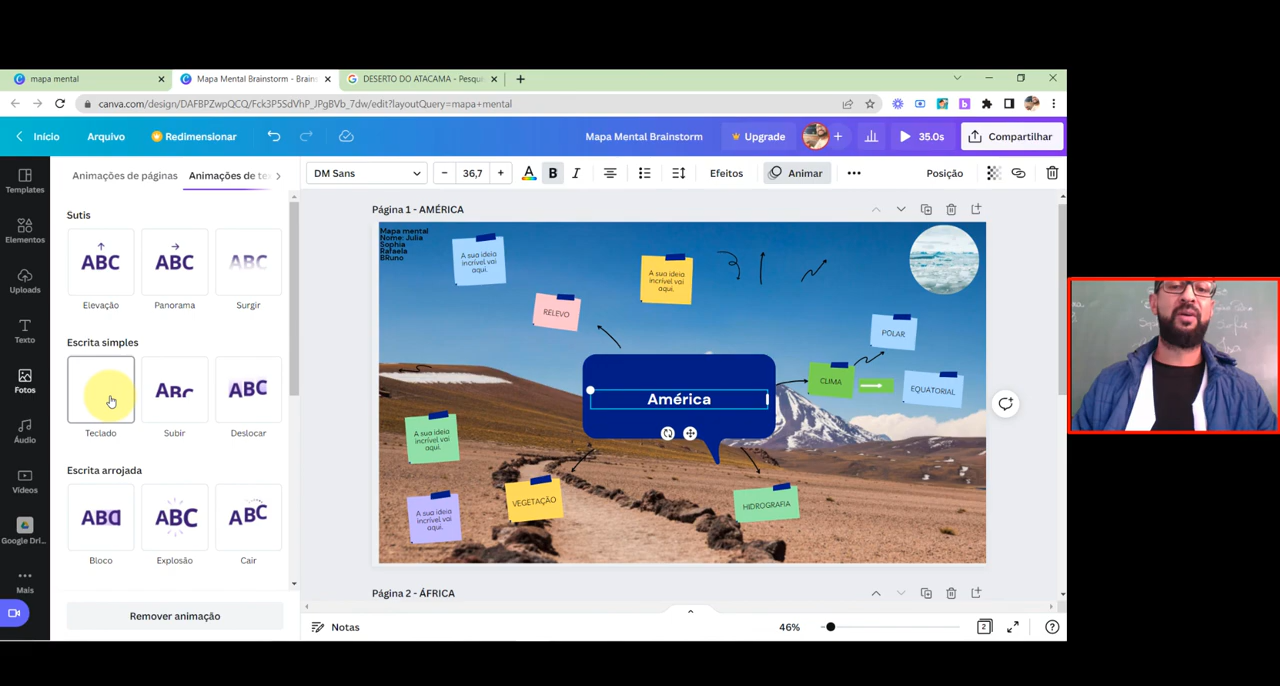 mapa mental
Mapa Mental Brainstorm - Brain
DESERTO DO ATACAMA - Pesqui
canva.com/design/DAFBPZwpQCQ/Fck3P5SdVhP_JPgBVb_7dw/edit?layoutQuery=mapa+mental
Início
Arquivo
Redimensionar
Mapa Mental Brainstorm
Upgrade
35.0s
Compartilhar
Templates
Elementos
Uploads
Texto
Fotos
Áudio
Vídeos
Google Dri...
Mais
Animações de páginas
Animações de te
Sutis
ABC
ABC
ABC
Elevação
Panorama
Surgir
Escrita simples
ABC
ABC
Teclado
Subir
Deslocar
Escrita arrojada
ABC
ABC
ABC
Bloco
Explosão
Cair
Remover animação
DM Sans
36,7
A
B
I
Efeitos
Animar
Posição
Página 1 - AMÉRICA
Mapa mental
Nome: Julia
Sophia
Rafaela
BRuno
A sua ideia
incrível vai
aqui.
A sua ideia
incrível vai
aqui.
RELEVO
POLAR
CLIMA
EQUATORIAL
América
A sua ideia
incrível vai
aqui.
VEGETAÇÃO
HIDROGRAFIA
A sua ideia
incrível vai
aqui.
Página 2 - ÁFRICA
Notas
46%
2